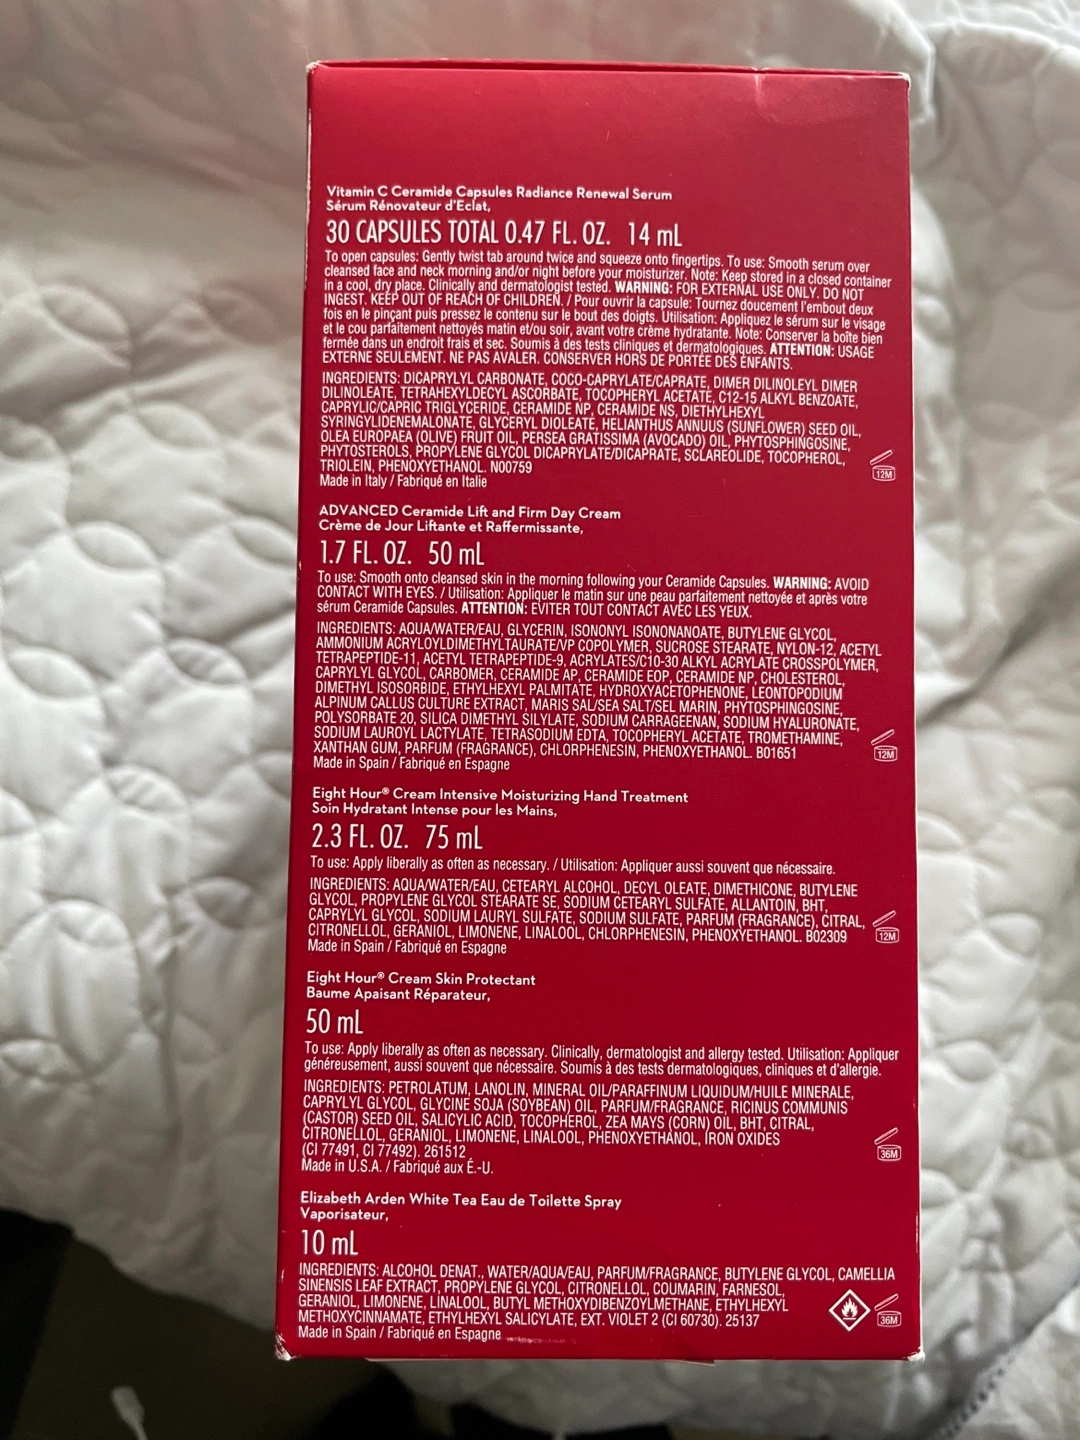 Vitamin C Ceramide Capsules Radiance Renewal Serum
Sérum Rénovateur d'Eclat,
30 CAPSULES TOTAL 0.47 FL. OZ. 14 mL
To open capsules: Gently twist tab around twice and squeeze onto fingertips. To use: Smooth serum over
cleansed face and neck morning and/or night before your moisturizer. Note: Keep stored in a closed container
in a cool, dry place. Clinically and dermatologist tested. WARNING: FOR EXTERNAL USE ONLY. DO NOT
INGEST. KEEP OUT OF REACH OF CHILDREN. / Pour ouvrir la capsule: Tournez doucement l'embout deux
fois en le pinçant puis pressez le contenu sur le bout des doigts. Utilisation: Appliquez le sérum sur le visage
et le cou parfaitement nettoyés matin et/ou soir, avant votre crème hydratante. Note: Conserver la boîte bien
fermée dans un endroit frais et sec. Soumis à des tests cliniques et dermatologiques. ATTENTION: USAGE
EXTERNE SEULEMENT. NE PAS AVALER. CONSERVER HORS DE PORTÉE DES ENFANTS.
INGREDIENTS: DICAPRYLYL CARBONATE, COCO-CAPRYLATE/CAPRATE, DIMER DILINOLEYL DIMER
DILINOLEATE, TETRAHEXYLDECYL ASCORBATE, TOCOPHERYL ACETATE, C12-15 ALKYL BENZOATE,
CAPRYLIC/CAPRIC TRIGLYCERIDE, CERAMIDE NP, CERAMIDE NS, DIETHYLHEXYL
SYRINGYLIDENEMALONATE, GLYCERYL DIOLEATE, HELIANTHUS ANNUUS (SUNFLOWER) SEED OIL,
OLEA EUROPAEA (OLIVE) FRUIT OIL, PERSEA GRATISSIMA (AVOCADO) OIL, PHYTOSPHINGOSINE,
PHYTOSTEROLS, PROPYLENE GLYCOL DICAPRYLATE/DICAPRATE, SCLAREOLIDE, TOCOPHEROL,
TRIOLEIN, PHENOXYETHANOL. N00759
12M
Made in Italy / Fabriqué en Italie
ADVANCED Ceramide Lift and Firm Day Cream
Crème de Jour Liftante et Raffermissante,
1.7 FL. OZ. 50 mL
To use: Smooth onto cleansed skin in the morning following your Ceramide Capsules. WARNING: AVOID
CONTACT WITH EYES. / Utilisation: Appliquer le matin sur une peau parfaitement nettoyée et après votre
sérum Ceramide Capsules. ATTENTION: ÉVITER TOUT CONTACT AVEC LES YEUX.
INGREDIENTS: AQUA/WATER/EAU, GLYCERIN, ISONONYL ISONONANOATE, BUTYLENE GLYCOL,
AMMONIUM ACRYLOYLDIMETHYLTAURATE/VP COPOLYMER, SUCROSE STEARATE, NYLON-12, ACETYL
TETRAPEPTIDE-11, ACETYL TETRAPEPTIDE-9, ACRYLATES/C10-30 ALKYL ACRYLATE CROSSPOLYMER,
CAPRYLYL GLYCOL, CARBOMER, CERAMIDE AP, CERAMIDE EOP, CERAMIDE NP, CHOLESTEROL,
DIMETHYL ISOSORBIDE, ETHYLHEXYL PALMITATE, HYDROXYACETOPHENONE, LEONTOPODIUM
ALPINUM CALLUS CULTURE EXTRACT, MARIS SAL/SEA SALT/SEL MARIN, PHYTOSPHINGOSINE,
POLYSORBATE 20, SILICA DIMETHYL SILYLATE, SODIUM CARRAGEENAN, SODIUM HYALURONATE,
SODIUM LAUROYL LACTYLATE, TETRASODIUM EDTA, TOCOPHERYL ACETATE, TROMETHAMINE,
XANTHAN GUM, PARFUM (FRAGRANCE), CHLORPHENESIN, PHENOXYETHANOL. B01651
12M
Made in Spain / Fabriqué en Espagne
Eight Hour® Cream Intensive Moisturizing Hand Treatment
Soin Hydratant Intense pour les Mains,
2.3 FL. OZ. 75 mL
To use: Apply liberally as often as necessary. / Utilisation: Appliquer aussi souvent que nécessaire.
INGREDIENTS: AQUA/WATER/EAU, CETEARYL ALCOHOL, DECYL OLEATE, DIMETHICONE, BUTYLENE
GLYCOL, PROPYLENE GLYCOL STEARATE SE, SODIUM CETEARYL SULFATE, ALLANTOIN, BHT,
CAPRYLYL GLYCOL, SODIUM LAURYL SULFATE, SODIUM SULFATE, PARFUM (FRAGRANCE), CITRAL,
CITRONELLOL, GERANIOL, LIMONENE, LINALOOL, CHLORPHENESIN, PHENOXYETHANOL. B02309
12M
Made in Spain / Fabriqué en Espagne
Eight Hour® Cream Skin Protectant
Baume Apaisant Réparateur,
50 mL
To use: Apply liberally as often as necessary. Clinically, dermatologist and allergy tested. Utilisation: Appliquer
généreusement, aussi souvent que nécessaire. Soumis à des tests dermatologiques, cliniques et d'allergie.
INGREDIENTS: PETROLATUM, LANOLIN, MINERAL OIL/PARAFFINUM LIQUIDUM/HUILE MINERALE,
CAPRYLYL GLYCOL, GLYCINE SOJA (SOYBEAN) OIL, PARFUM/FRAGRANCE, RICINUS COMMUNIS
(CASTOR) SEED OIL, SALICYLIC ACID, TOCOPHEROL, ZEA MAYS (CORN) OIL, BHT, CITRAL,
CITRONELLOL, GERANIOL, LIMONENE, LINALOOL, PHENOXYETHANOL, IRON OXIDES
(CI 77491, CI 77492). 261512
36M
Made in U.S.A. / Fabriqué aux É.-U.
Elizabeth Arden White Tea Eau de Toilette Spray
Vaporisateur,
10 mL
INGREDIENTS: ALCOHOL DENAT., WATER/AQUA/EAU, PARFUM/FRAGRANCE, BUTYLENE GLYCOL, CAMELLIA
SINENSIS LEAF EXTRACT, PROPYLENE GLYCOL, CITRONELLOL, COUMARIN, FARNESOL,
GERANIOL, LIMONENE, LINALOOL, BUTYL METHOXYDIBENZOYLMETHANE, ETHYLHEXYL
METHOXYCINNAMATE, ETHYLHEXYL SALICYLATE, EXT. VIOLET 2 (CI 60730). 25137
36M
Made in Spain / Fabriqué en Espagne